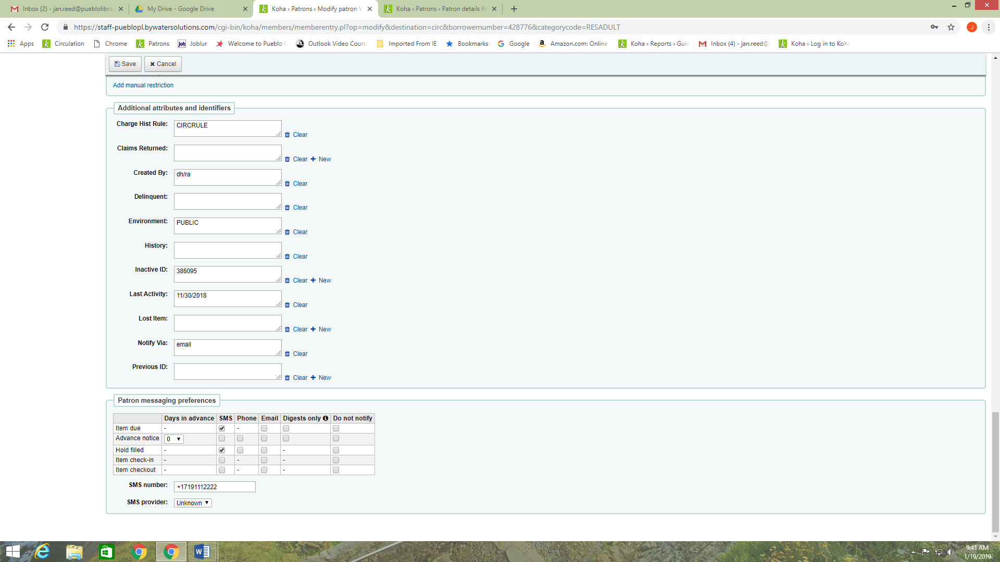 Inbox (2) - jan.reed@pueblolibra
My Drive - Google Drive
Koha › Patrons › Modify patron V
Koha › Patrons › Patron details fo
https://staff-pueblopl.bywatersolutions.com/cgi-bin/koha/members/memberentry.pl?op=modify&destination=circ&borrowernumber=428776&categorycode=RESADULT
J
Apps Circulation Chrome Patrons Joblur Welcome to Pueblo C Outlook Video Cours Imported From IE Bookmarks Google Amazon.com: Online Koha › Reports › Guid Inbox (4) - jan.reed@ Koha › Log in to Koha
Save Cancel
Add manual restriction
Additional attributes and identifiers
Charge Hist Rule: CIRCRULE Clear
Claims Returned: Clear New
Created By: dh/ra Clear
Delinquent: Clear
Environment: PUBLIC Clear
History: Clear
Inactive ID: 386095 Clear New
Last Activity: 11/30/2018 Clear
Lost Item: Clear New
Notify Via: email Clear
Previous ID: Clear New
Patron messaging preferences
Days in advance SMS Phone Email Digests only Do not notify
Item due - -
Advance notice 0
Hold filled - -
Item check-in - - -
Item checkout - - -
SMS number: +17191112222
SMS provider: Unknown
9:41 AM
1/19/2019